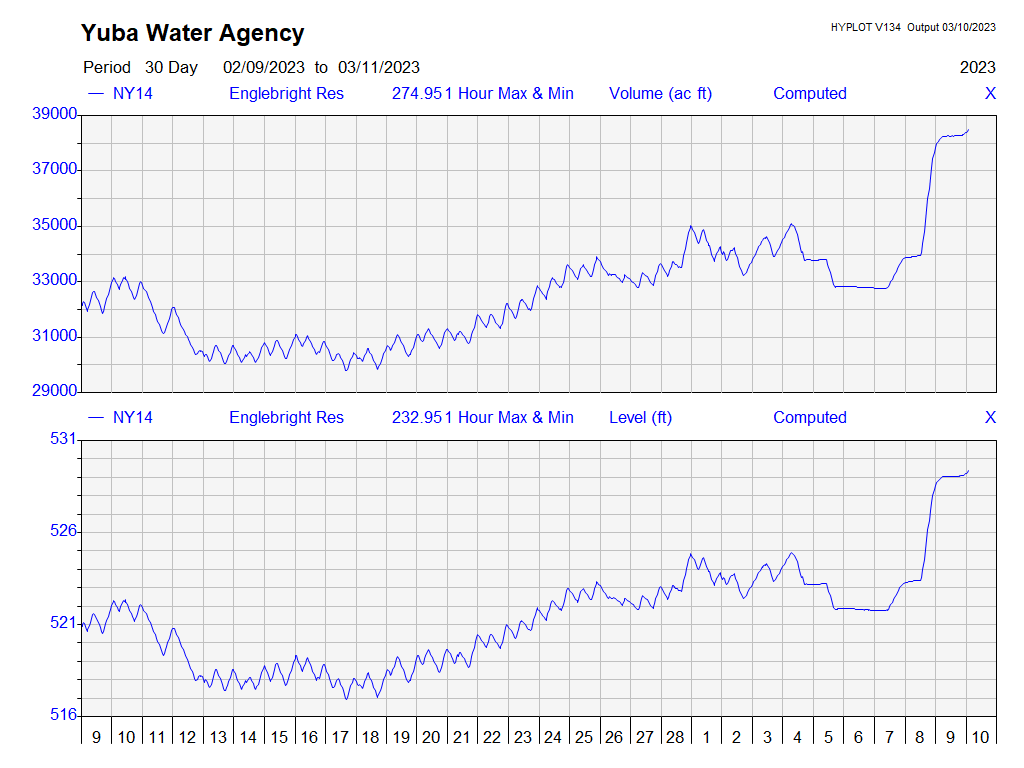 Yuba Water Agency
HYPLOT V134 Output 03/10/2023
Period 30 Day 02/09/2023 to 03/11/2023 2023
NY14 Englebright Res 274.951 Hour Max & Min Volume (ac ft) Computed X
39000
37000
35000
33000
31000
29000
NY14 Englebright Res 232.951 Hour Max & Min Level (ft) Computed X
531
526
521
516
9 10 11 12 13 14 15 16 17 18 19 20 21 22 23 24 25 26 27 28 1 2 3 4 5 6 7 8 9 10